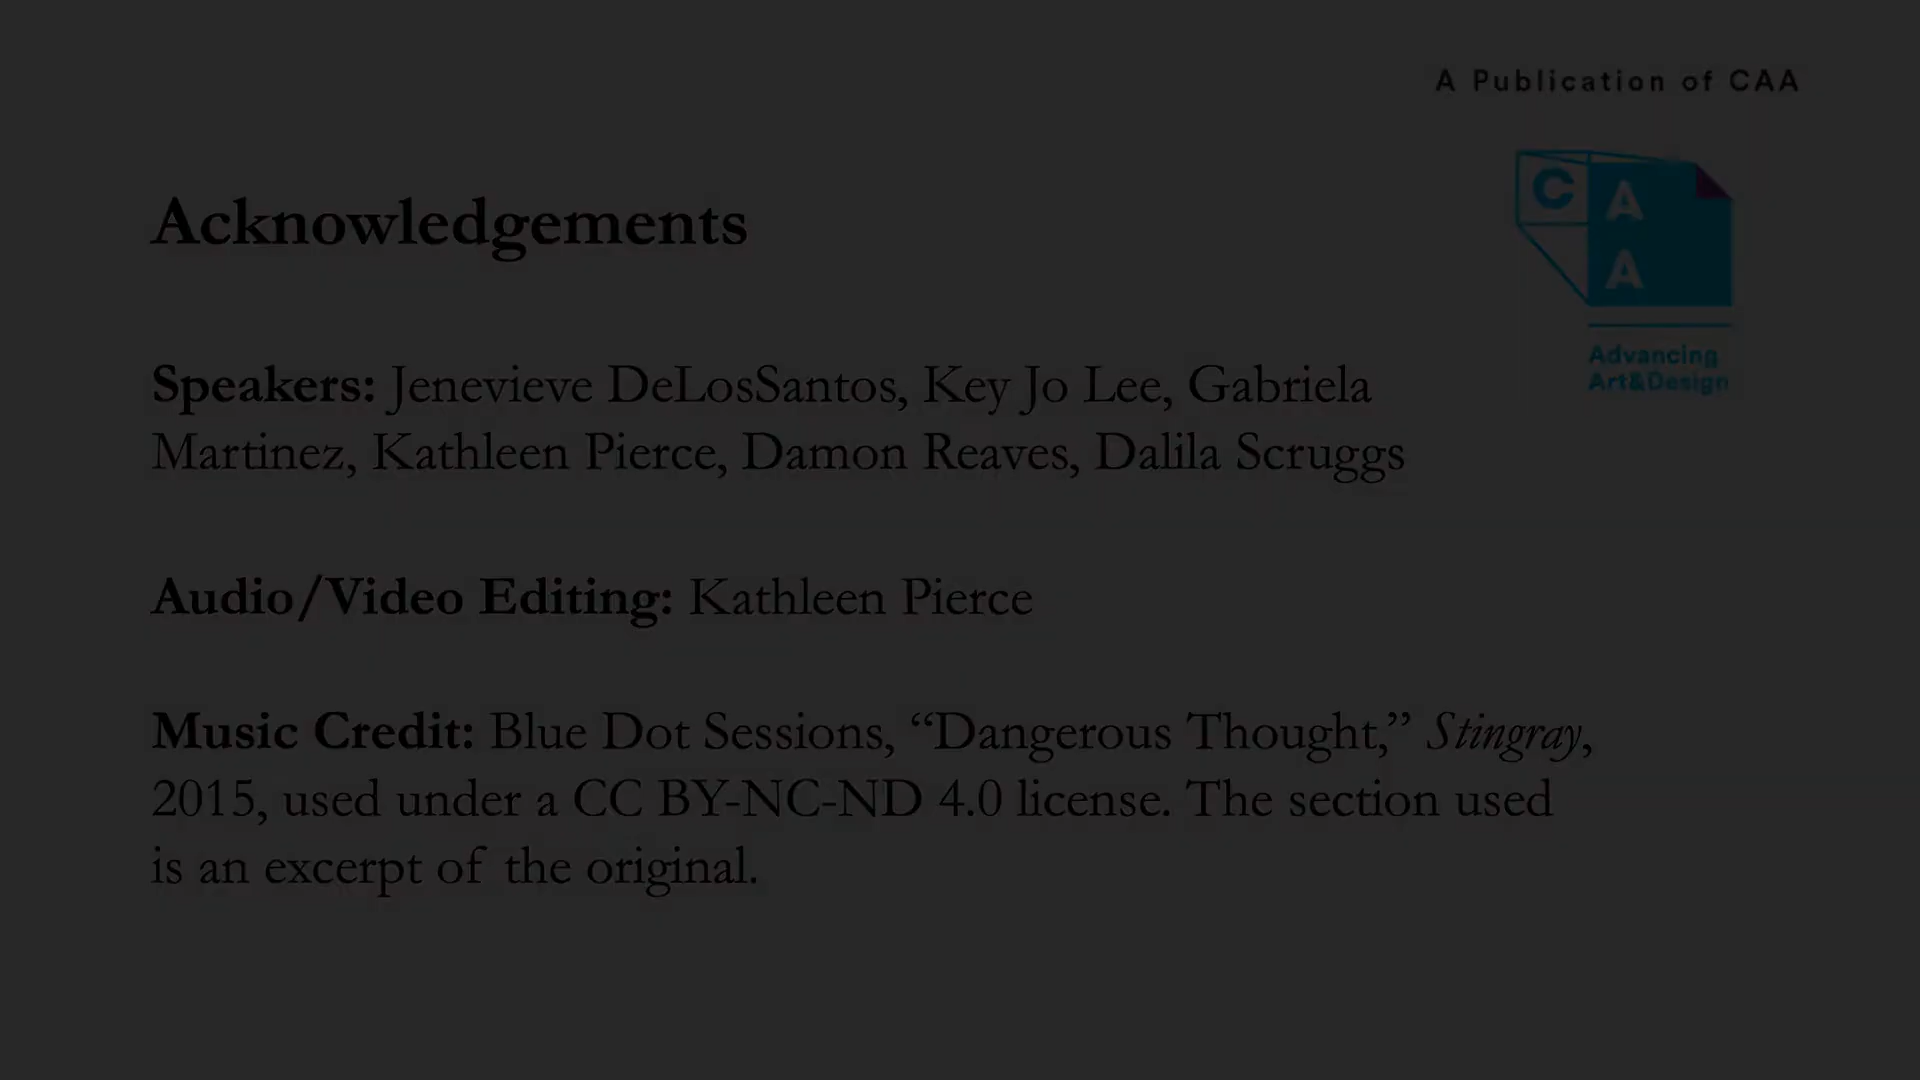 A Publication of CAA
C A
A
Advancing
Art&Design
Acknowledgements
Speakers: Jenevieve DeLosSantos, Key Jo Lee, Gabriela
Martinez, Kathleen Pierce, Damon Reaves, Dalila Scruggs
Audio/Video Editing: Kathleen Pierce
Music Credit: Blue Dot Sessions, “Dangerous Thought,” Stingray,
2015, used under a CC BY-NC-ND 4.0 license. The section used
is an excerpt of the original.